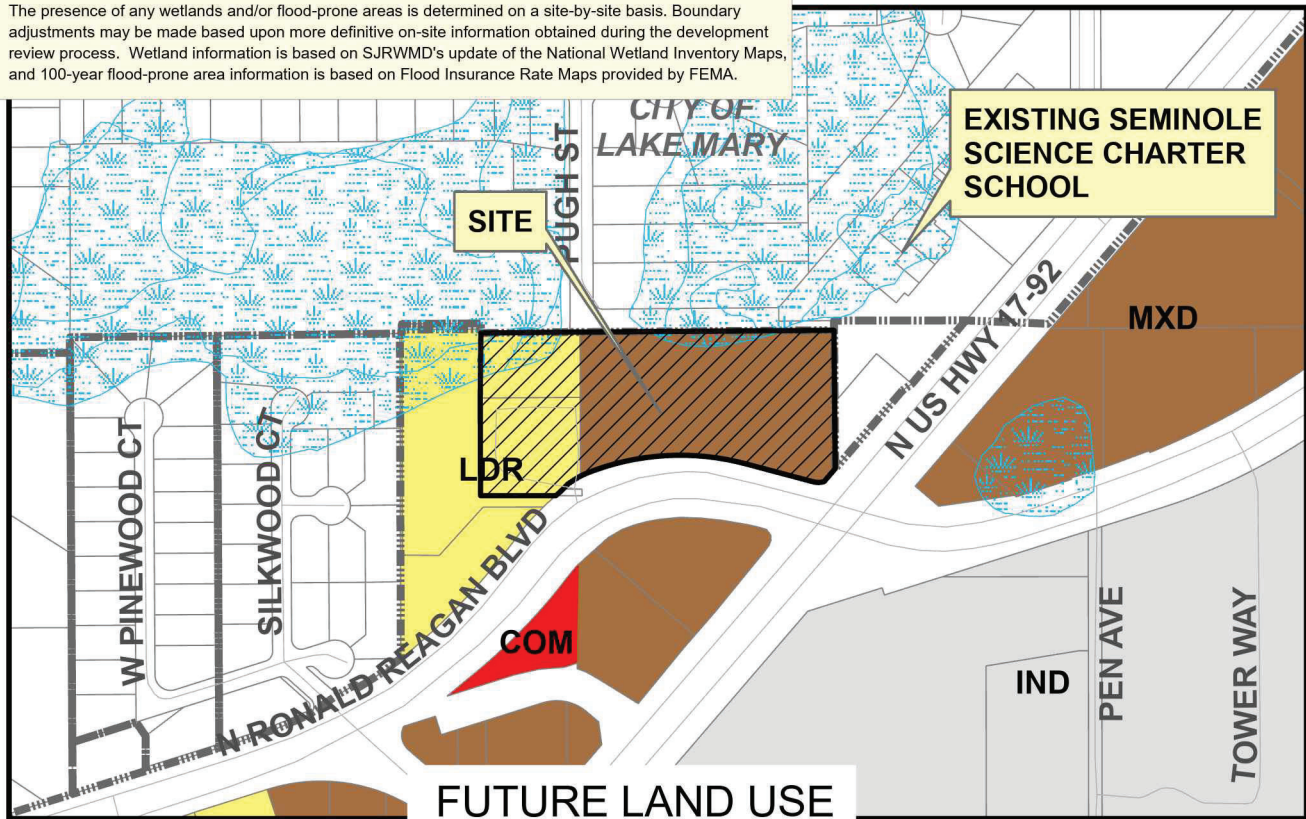 The presence of any wetlands and/or flood-prone areas is determined on a site-by-site basis. Boundary
adjustments may be made based upon more definitive on-site information obtained during the development
review process.  Wetland information is based on SJRWMD's update of the National Wetland Inventory Maps,
and 100-year flood-prone area information is based on Flood Insurance Rate Maps provided by FEMA.
CITY OF
LAKE MARY
EXISTING SEMINOLE
SCIENCE CHARTER
SCHOOL
PUGH ST
SITE
MXD
N US HWY 17-92
LDR
W PINEWOOD CT
SILKWOOD CT
N RONALD REAGAN BLVD
COM
IND
PEN AVE
TOWER WAY
FUTURE LAND USE